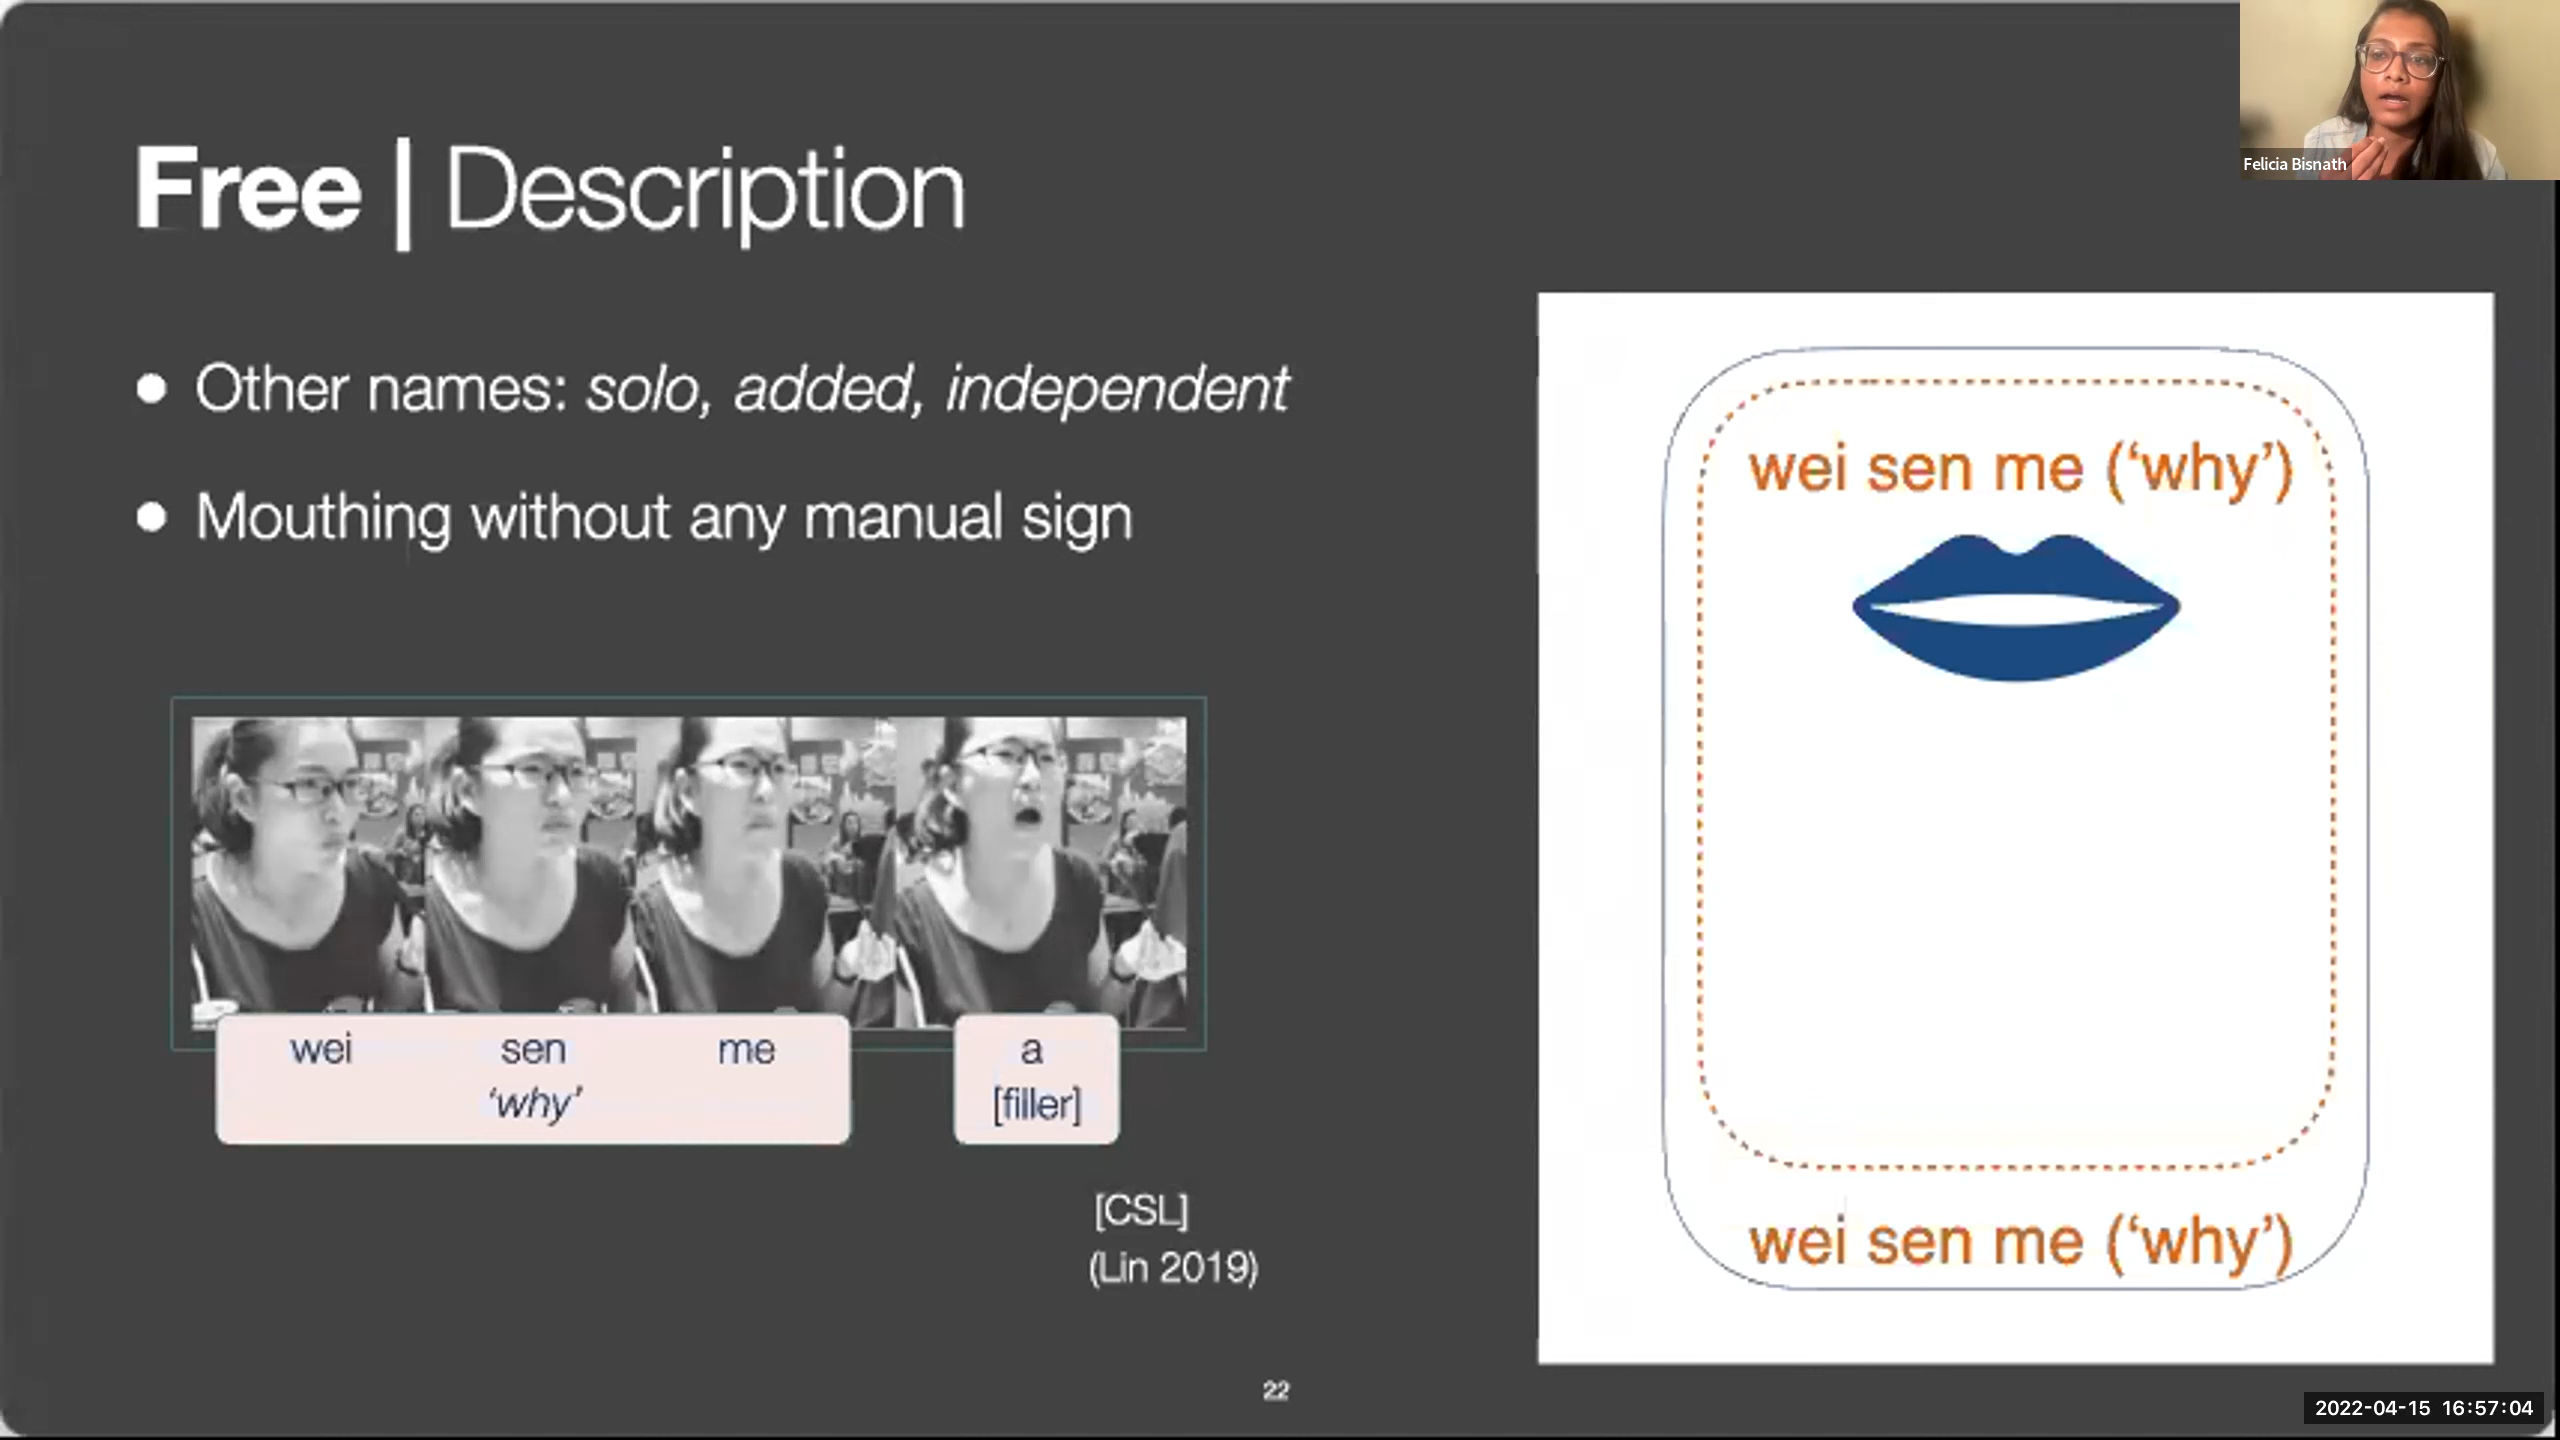 Free | Description
Felicia Bisnath
• Other names: solo, added, independent
• Mouthing without any manual sign
wei sen me a
‘why’ [filler]
[CSL]
(Lin 2019)
wei sen me (‘why’)
wei sen me (‘why’)
22
2022-04-15 16:57:04